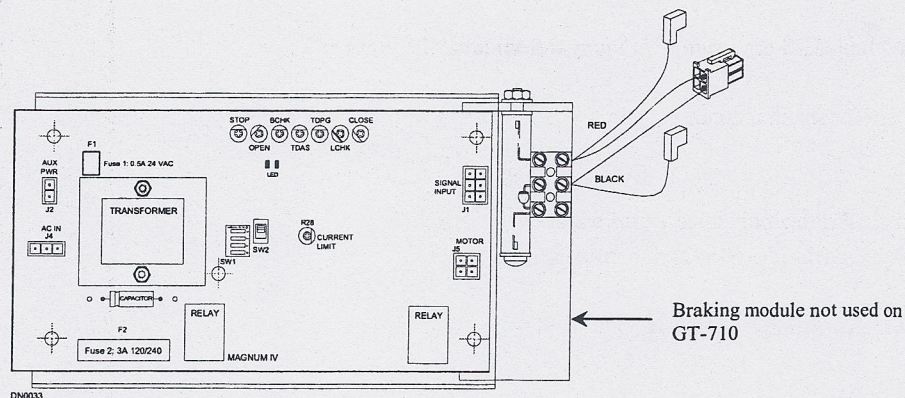 RED
BLACK
STOP BCHK TDPG CLOSE
OPEN TDAS LCHK
LED
F1
Fuse 1: 0.5A 24 VAC
AUX
PWR
J2
TRANSFORMER
AC IN
J4
SIGNAL
INPUT
J1
R28
CURRENT
LIMIT
SW1
SW2
MOTOR
J5
CAPACITOR
RELAY
RELAY
F2
Fuse 2; 3A 120/240
MAGNUM IV
Braking module not used on
GT-710
DN0033